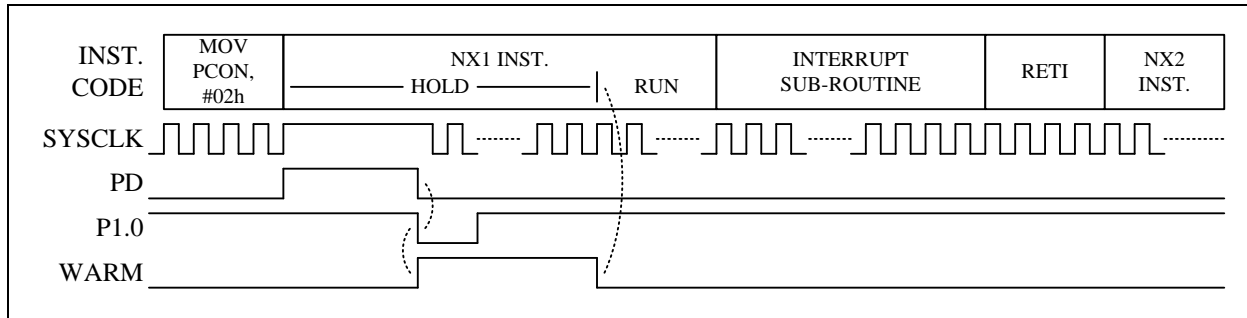 INST.
CODE
MOV
PCON,
#02h
NX1 INST.
HOLD
RUN
INTERRUPT
SUB-ROUTINE
RETI
NX2
INST.
SYSCLK
PD
P1.0
WARM